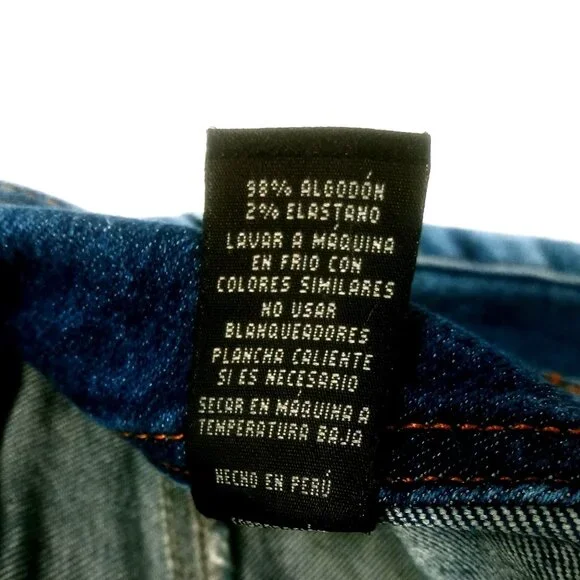 98% ALGODÓN
2% ELASTANO
LAVAR A MÁQUINA
EN FRIO CON
COLORES SIMILARES
NO USAR
BLANQUEADORES
PLANCHA CALIENTE
SI ES NECESARIO
SECAR EN MÁQUINA A
TEMPERATURA BAJA
HECHO EN PERÚ